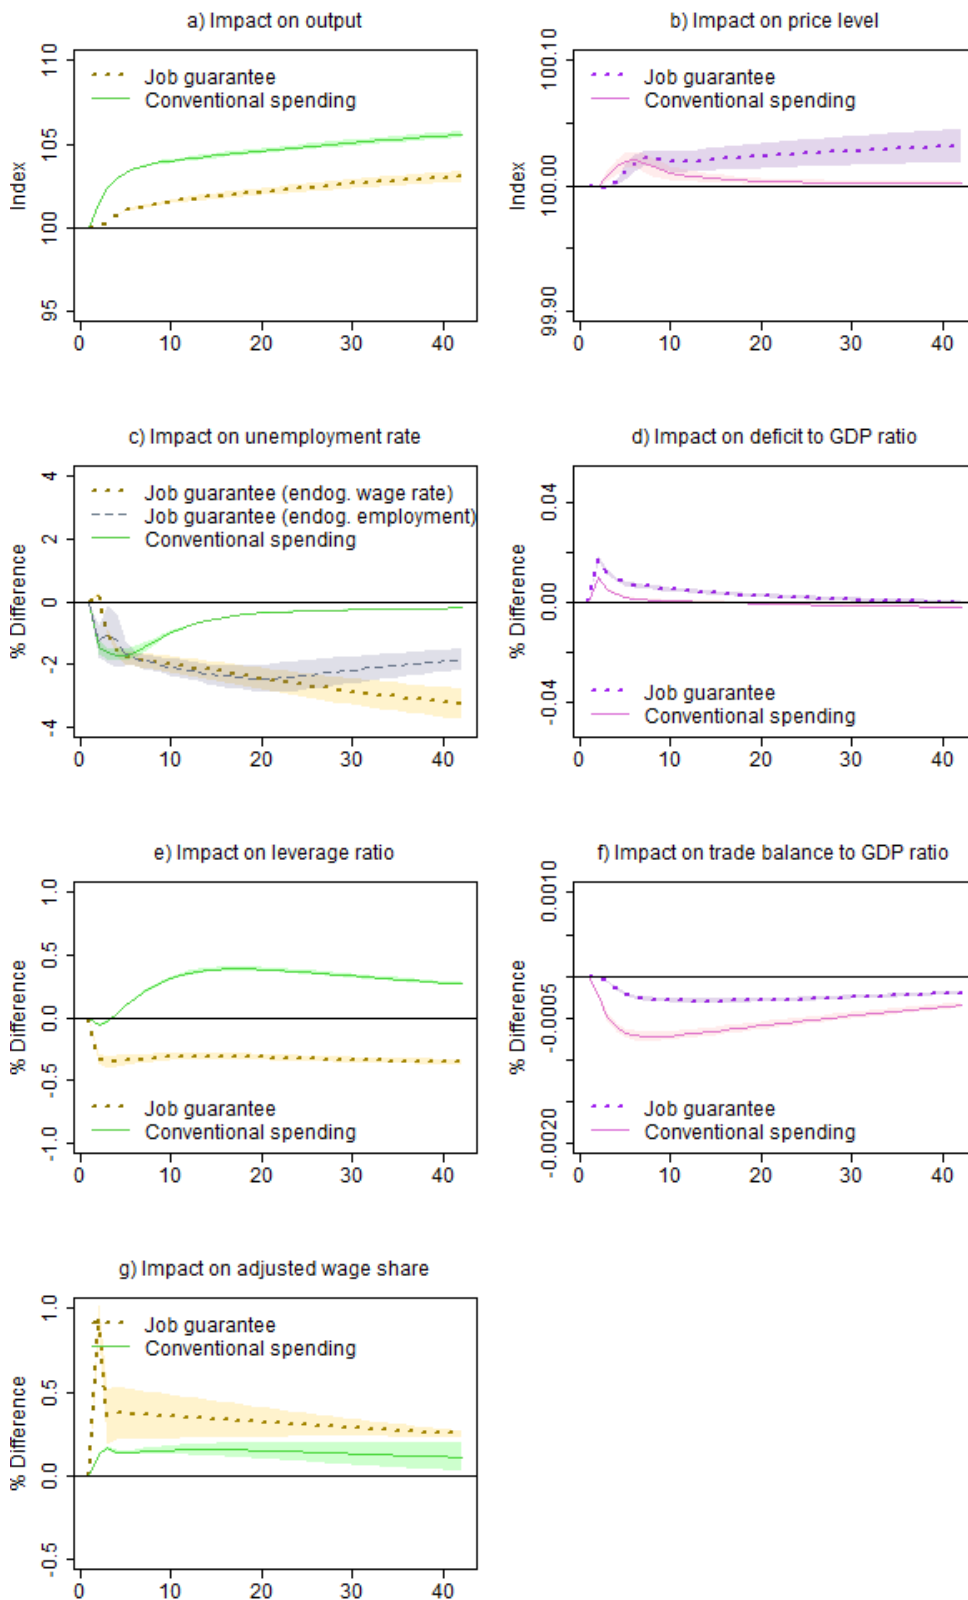 a) Impact on output
110
105
100
95
Index
Job guarantee
Conventional spending
0 10 20 30 40
b) Impact on price level
100.10
100.00
99.90
Index
Job guarantee
Conventional spending
0 10 20 30 40
c) Impact on unemployment rate
4
2
0
-2
-4
% Difference
Job guarantee (endog. wage rate)
Job guarantee (endog. employment)
Conventional spending
0 10 20 30 40
d) Impact on deficit to GDP ratio
0.04
0.00
-0.04
% Difference
Job guarantee
Conventional spending
0 10 20 30 40
e) Impact on leverage ratio
1.0
0.5
0.0
-0.5
-1.0
% Difference
Job guarantee
Conventional spending
0 10 20 30 40
f) Impact on trade balance to GDP ratio
0.0010
-0.0005
-0.0020
% Difference
Job guarantee
Conventional spending
0 10 20 30 40
g) Impact on adjusted wage share
1.0
0.5
0.0
-0.5
% Difference
Job guarantee
Conventional spending
0 10 20 30 40